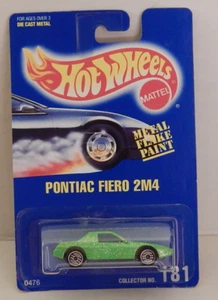 FOR AGES OVER 3
DIE CAST METAL
Hot Wheels
MATTEL
METAL
FLAKE
PAINT
PONTIAC FIERO 2M4
0476
COLLECTOR NO.
181